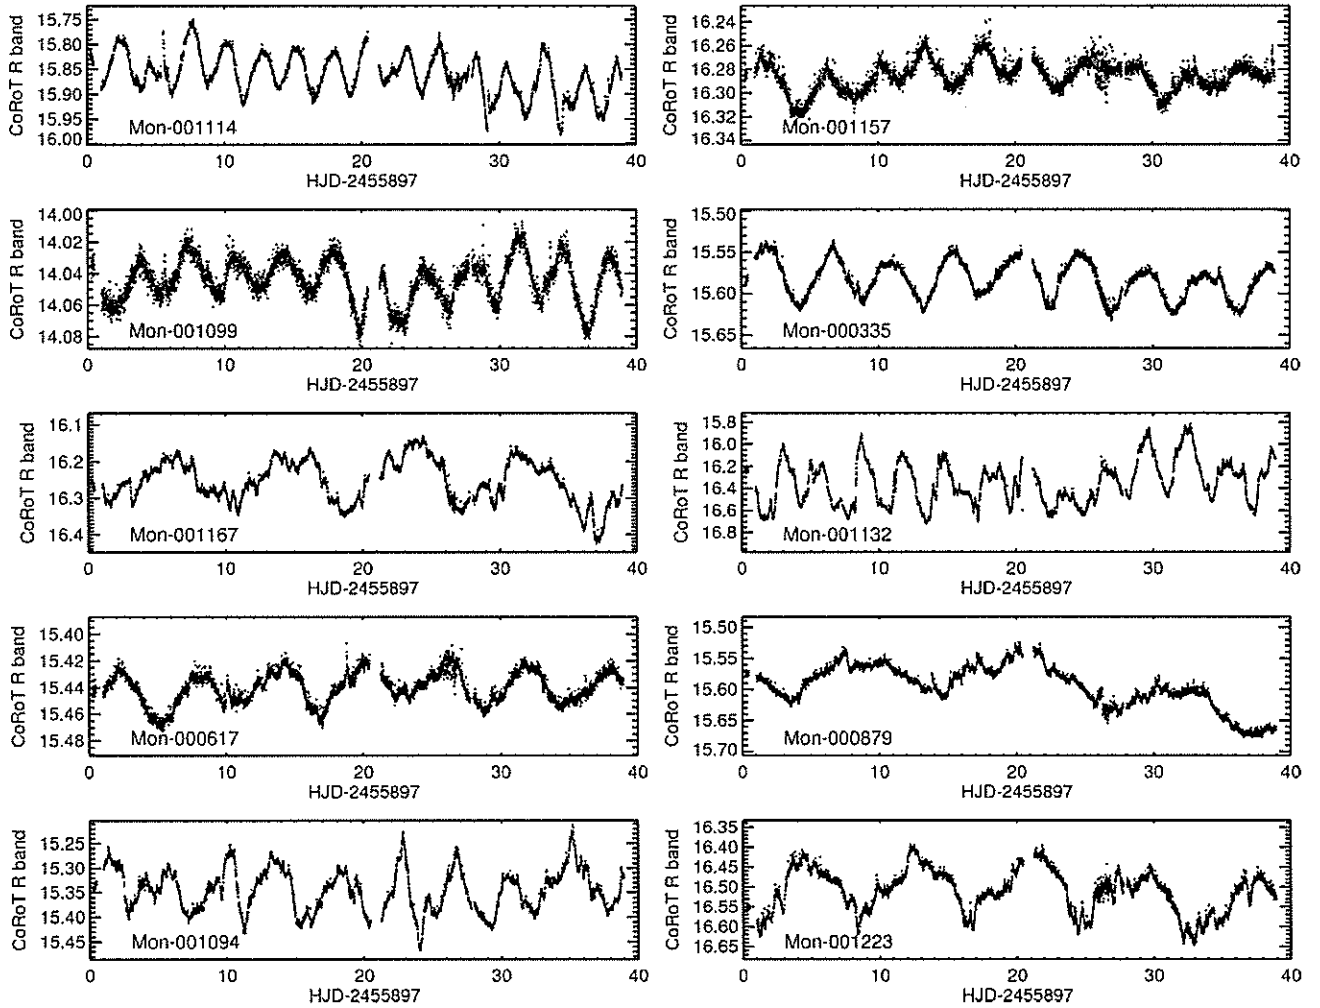 15.75
15.80
15.85
15.90
15.95
16.00
CoRoT R band
Mon-001114
0 10 20 30 40
HJD-2455897
16.24
16.26
16.28
16.30
16.32
16.34
CoRoT R band
Mon-001157
0 10 20 30 40
HJD-2455897
14.00
14.02
14.04
14.06
14.08
CoRoT R band
Mon-001099
0 10 20 30 40
HJD-2455897
15.50
15.55
15.60
15.65
CoRoT R band
Mon-000335
0 10 20 30 40
HJD-2455897
16.1
16.2
16.3
16.4
CoRoT R band
Mon-001167
0 10 20 30 40
HJD-2455897
15.8
16.0
16.2
16.4
16.6
16.8
CoRoT R band
Mon-001132
0 10 20 30 40
HJD-2455897
15.40
15.42
15.44
15.46
15.48
CoRoT R band
Mon-000617
0 10 20 30 40
HJD-2455897
15.50
15.55
15.60
15.65
15.70
CoRoT R band
Mon-000879
0 10 20 30 40
HJD-2455897
15.25
15.30
15.35
15.40
15.45
CoRoT R band
Mon-001094
0 10 20 30 40
HJD-2455897
16.35
16.40
16.45
16.50
16.55
16.60
16.65
CoRoT R band
Mon-001223
0 10 20 30 40
HJD-2455897